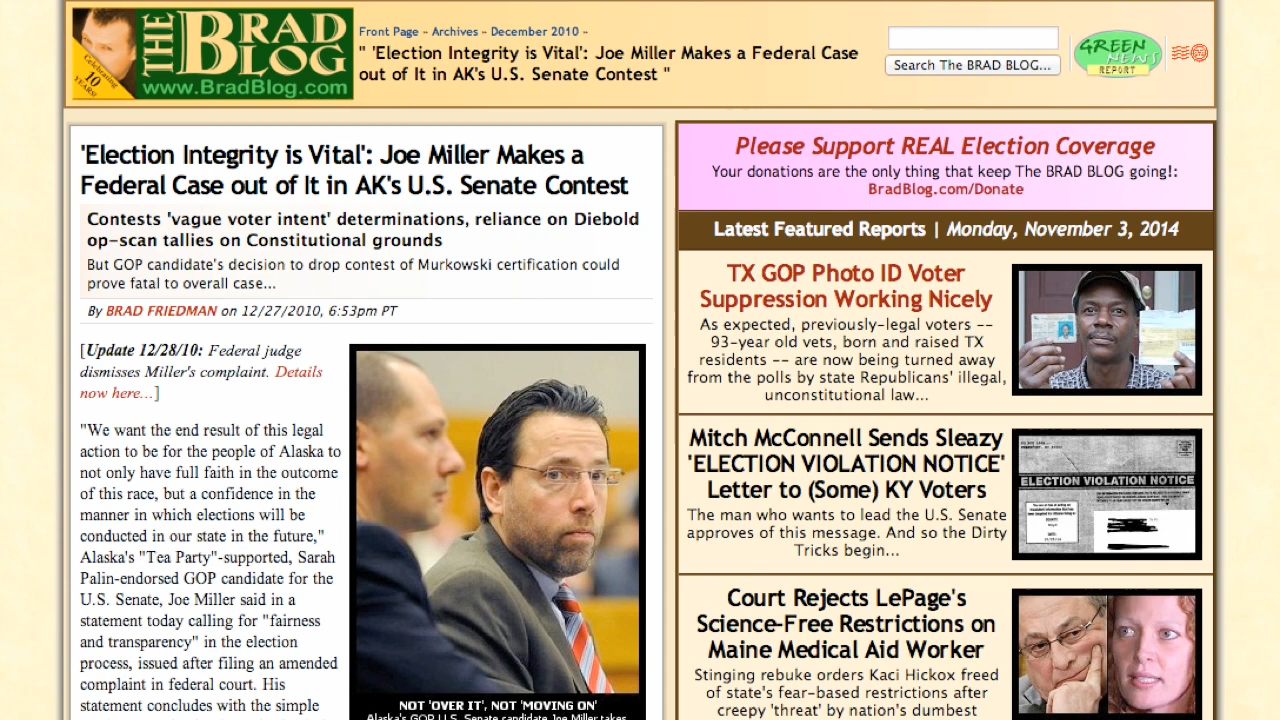 THE BRAD BLOG
Celebrating 10 YEARS!
www.BradBlog.com
Front Page - Archives - December 2010 -
" 'Election Integrity is Vital': Joe Miller Makes a Federal Case
out of It in AK's U.S. Senate Contest "
Search The BRAD BLOG...
GREEN NEWS REPORT
'Election Integrity is Vital': Joe Miller Makes a
Federal Case out of It in AK's U.S. Senate Contest
Contests 'vague voter intent' determinations, reliance on Diebold
op-scan tallies on Constitutional grounds
But GOP candidate's decision to drop contest of Murkowski certification could
prove fatal to overall case...
By BRAD FRIEDMAN on 12/27/2010, 6:53pm PT
[Update 12/28/10: Federal judge
dismisses Miller's complaint. Details
now here...]
"We want the end result of this legal
action to be for the people of Alaska to
not only have full faith in the outcome
of this race, but a confidence in the
manner in which elections will be
conducted in our state in the future,"
Alaska's "Tea Party"-supported, Sarah
Palin-endorsed GOP candidate for the
U.S. Senate, Joe Miller said in a
statement today calling for "fairness
and transparency" in the election
process, issued after filing an amended
complaint in federal court. His
statement concludes with the simple
NOT 'OVER IT', NOT 'MOVING ON'
Alaska's GOP U.S. Senate candidate Joe Miller takes
Please Support REAL Election Coverage
Your donations are the only thing that keep The BRAD BLOG going!:
BradBlog.com/Donate
Latest Featured Reports | Monday, November 3, 2014
TX GOP Photo ID Voter
Suppression Working Nicely
As expected, previously-legal voters --
93-year old vets, born and raised TX
residents -- are now being turned away
from the polls by state Republicans' illegal,
unconstitutional law...
Mitch McConnell Sends Sleazy
'ELECTION VIOLATION NOTICE'
Letter to (Some) KY Voters
The man who wants to lead the U.S. Senate
approves of this message. And so the Dirty
Tricks begin...
ELECTION VIOLATION NOTICE
Court Rejects LePage's
Science-Free Restrictions on
Maine Medical Aid Worker
Stinging rebuke orders Kaci Hickox freed
of state's fear-based restrictions after
creepy 'threat' by nation's dumbest